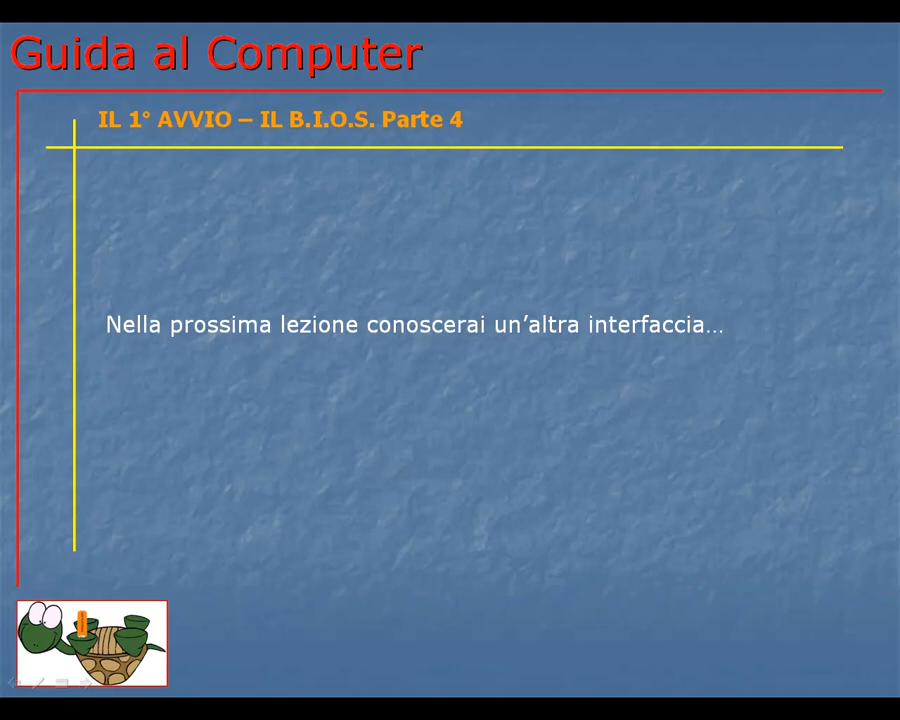 Guida al Computer
IL 1° AVVIO – IL B.I.O.S. Parte 4
Nella prossima lezione conoscerai un’altra interfaccia…